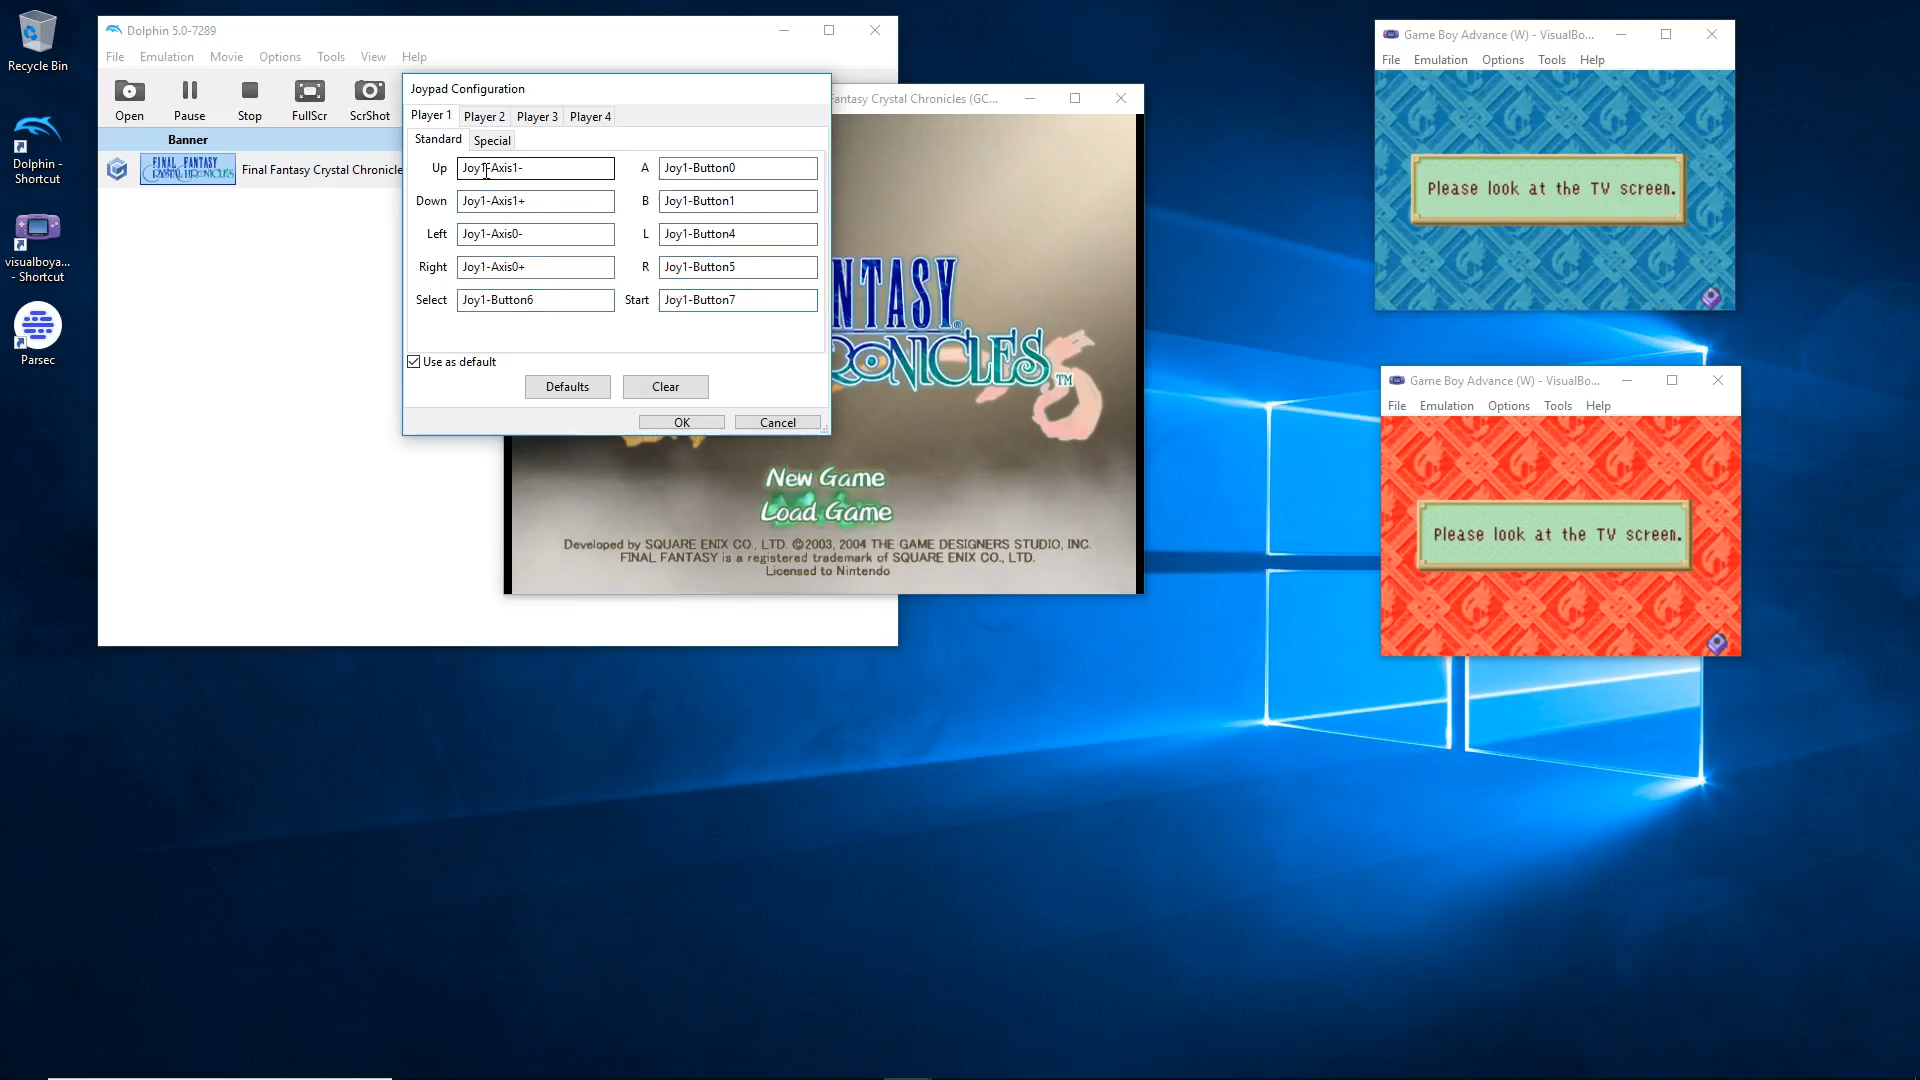 Recycle Bin
Dolphin -
Shortcut
visualboya...
- Shortcut
Parsec
Dolphin 5.0-7289
File Emulation Movie Options Tools View Help
Open Pause Stop FullScr ScrShot
Banner
FINAL FANTASY
CRYSTAL CHRONICLES
Final Fantasy Crystal Chronicle
Joypad Configuration
Player 1 Player 2 Player 3 Player 4
Standard Special
Up Joy1-Axis1- A Joy1-Button0
Down Joy1-Axis1+ B Joy1-Button1
Left Joy1-Axis0- L Joy1-Button4
Right Joy1-Axis0+ R Joy1-Button5
Select Joy1-Button6 Start Joy1-Button7
Use as default
Defaults Clear
OK Cancel
Fantasy Crystal Chronicles (GC...
NTASY®
RONICLES™
New Game
Load Game
Developed by SQUARE ENIX CO., LTD. ©2003, 2004 THE GAME DESIGNERS STUDIO, INC.
FINAL FANTASY is a registered trademark of SQUARE ENIX CO., LTD.
Licensed to Nintendo
Game Boy Advance (W) - VisualBo...
File Emulation Options Tools Help
Please look at the TV screen.
Game Boy Advance (W) - VisualBo...
File Emulation Options Tools Help
Please look at the TV screen.